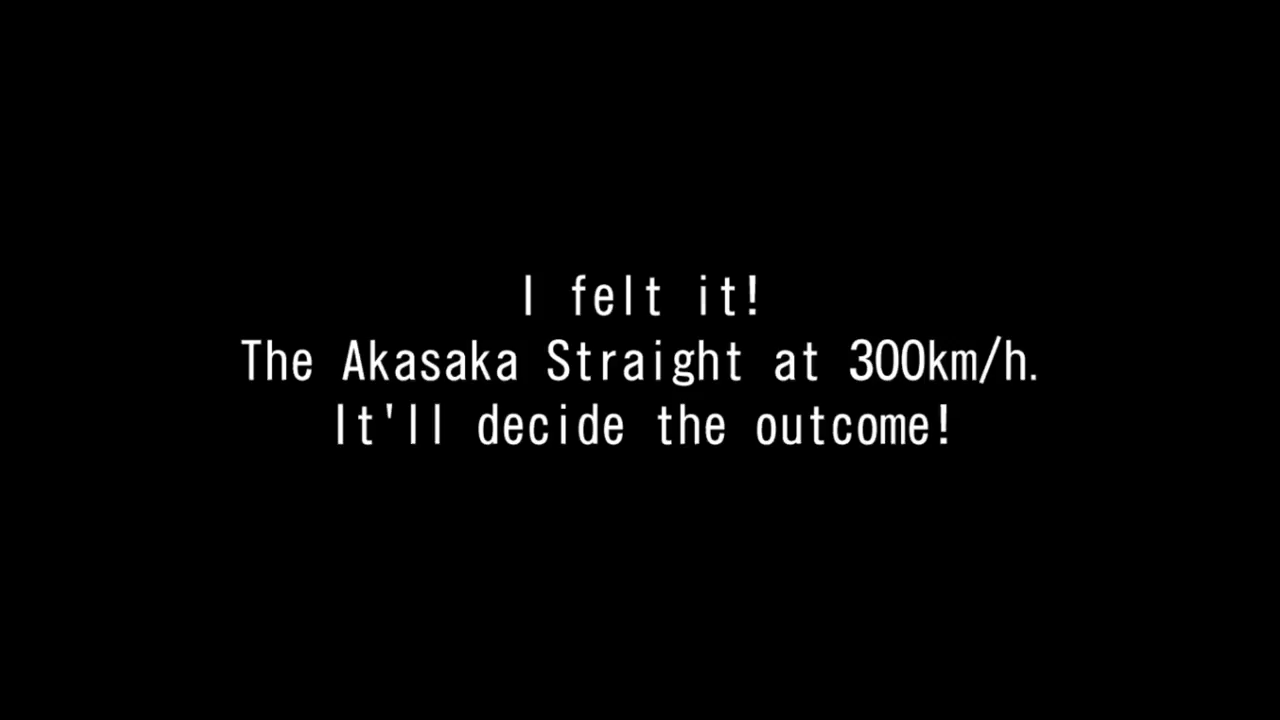 I felt it!
The Akasaka Straight at 300km/h.
It'll decide the outcome!